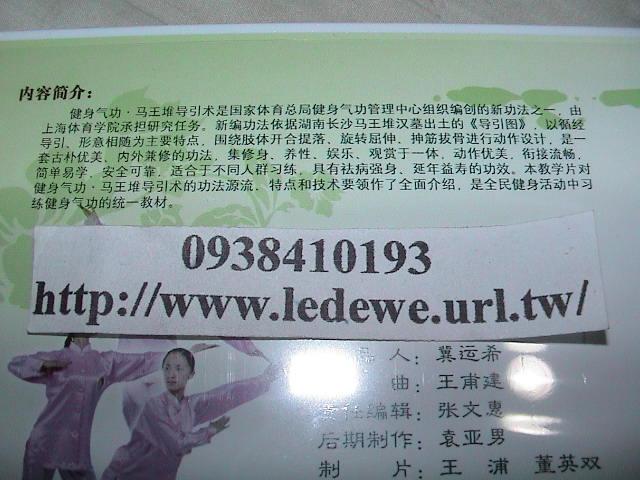 内容简介：
健身气功·马王堆导引术是国家体育总局健身气功管理中心组织编创的新功法之一，由
上海体育学院承担研究任务。新编功法依据湖南长沙马王堆汉墓出土的《导引图》，以循经
导引、形意相随为主要特点，围绕肢体开合提落、旋转屈伸、抻筋拔骨进行动作设计，是一
套古朴优美，内外兼修的功法，集修身、养性、娱乐、观赏于一体，动作优美，衔接流畅，
简单易学，安全可靠，适合于不同人群习练，具有祛病强身、延年益寿的功效。本教学片对
健身气功·马王堆导引术的功法源流、特点和技术要领作了全面介绍，是全民健身活动中习
练健身气功的统一教材。
0938410193
http://www.ledewe.url.tw/
人：冀运希
曲：王甫建
责任编辑：张文惠
后期制作：袁亚男
制 片：王 浦 董英双